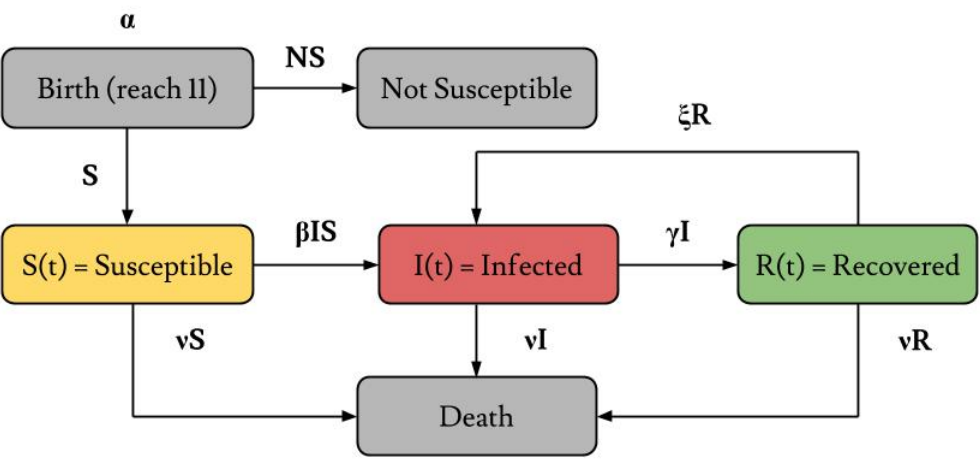 α
NS
Birth (reach 11)
Not Susceptible
ξR
S
βIS
γI
S(t) = Susceptible
I(t) = Infected
R(t) = Recovered
νS
νI
νR
Death